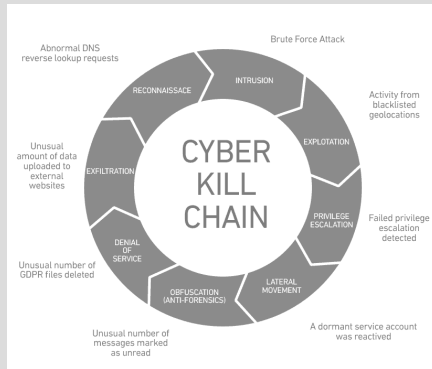 Brute Force Attack
Abnormal DNS
reverse lookup requests
INTRUSION
RECONNAISSACE
Activity from
blacklisted
geolocations
EXPLOTATION
Unusual
amount of data
uploaded to
external
websites
EXFILTRATION
CYBER
KILL
CHAIN
PRIVILEGE
ESCALATION
Failed privilege
escalation
detected
DENIAL
OF
SERVICE
Unusual number of
GDPR files deleted
LATERAL
MOVEMENT
OBFUSCATION
(ANTI-FORENSICS)
Unusual number of
messages marked
as unread
A dormant service account
was reactived